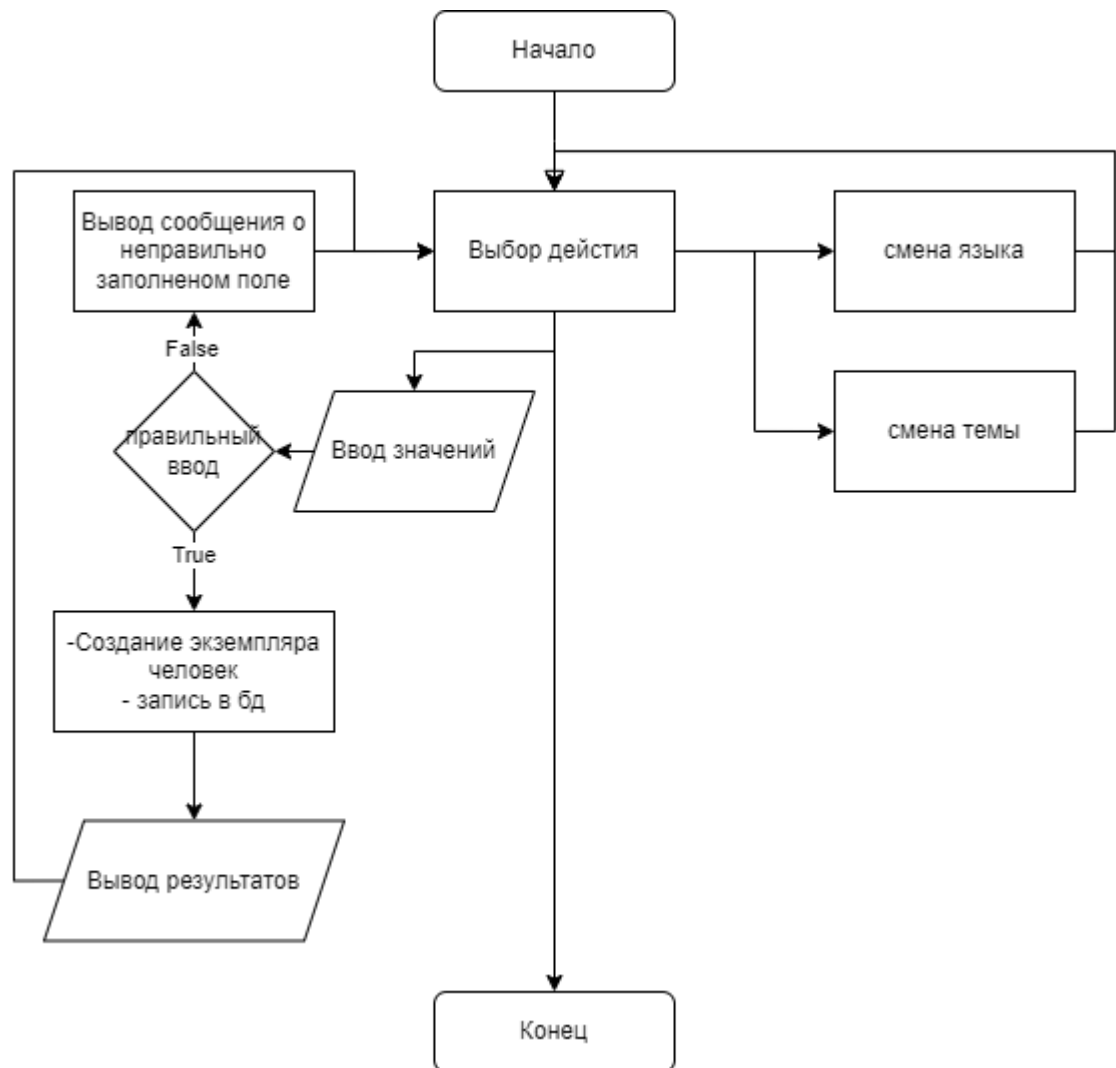 Начало
Вывод сообщения о
неправильно
заполненом поле
Выбор дейстия
смена языка
False
правильный
ввод
Ввод значений
смена темы
True
-Создание экземпляра
человек
- запись в бд
Вывод результатов
Конец